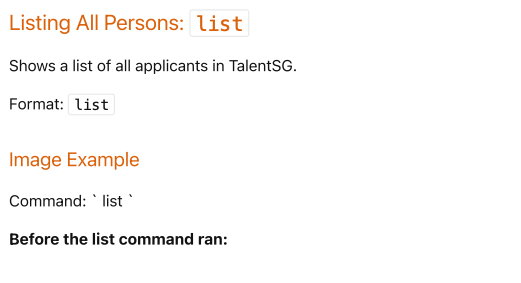 Listing All Persons: list
Shows a list of all applicants in TalentSG.
Format: list
Image Example
Command: ` list `
Before the list command ran: